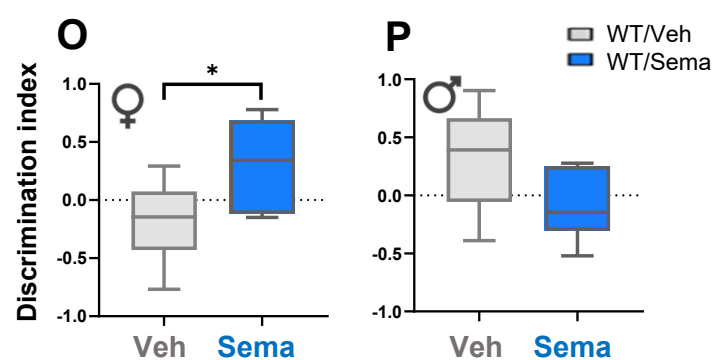 O
P
WT/Veh
WT/Sema
Discrimination index
*
1.0
0.5
0.0
-0.5
-1.0
Veh Sema
1.0
0.5
0.0
-0.5
-1.0
Veh Sema